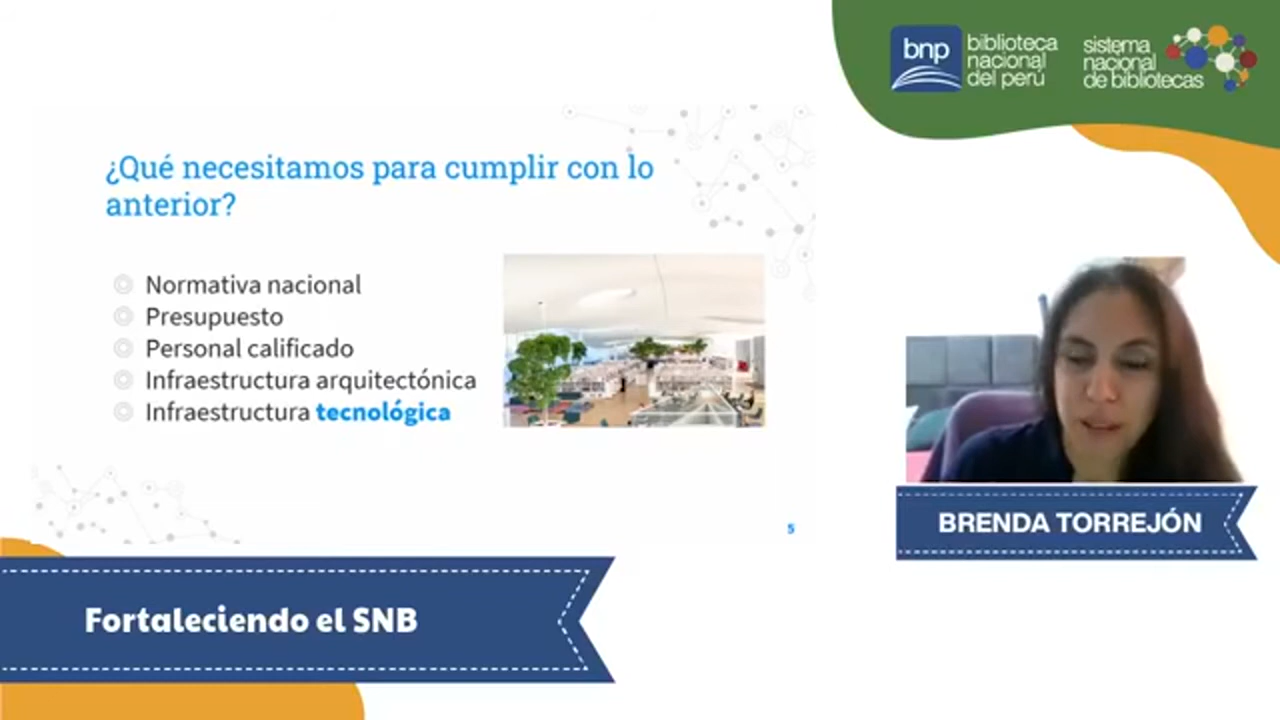 bnp
biblioteca
nacional
del perú
sistema
nacional
de bibliotecas
¿Qué necesitamos para cumplir con lo
anterior?
Normativa nacional
Presupuesto
Personal calificado
Infraestructura arquitectónica
Infraestructura tecnológica
5
BRENDA TORREJÓN
Fortaleciendo el SNB